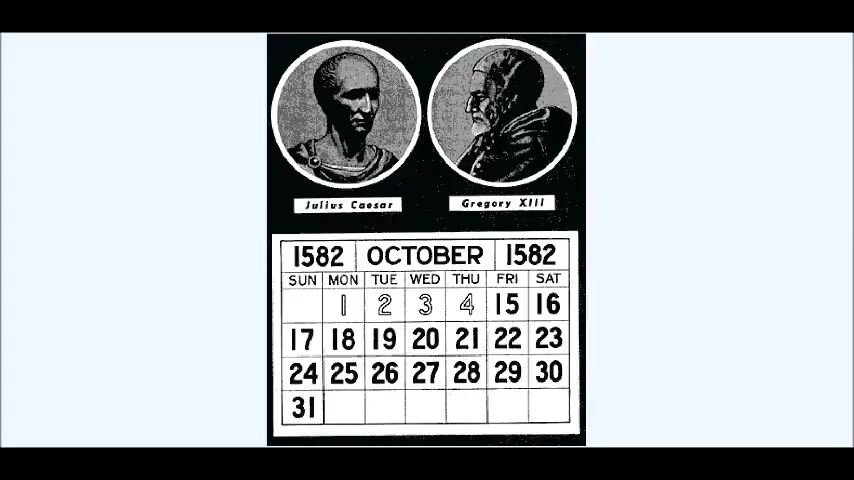 Julius Caesar Gregory XIII
1582 OCTOBER 1582
SUN MON TUE WED THU FRI SAT
1 2 3 4 15 16
17 18 19 20 21 22 23
24 25 26 27 28 29 30
31